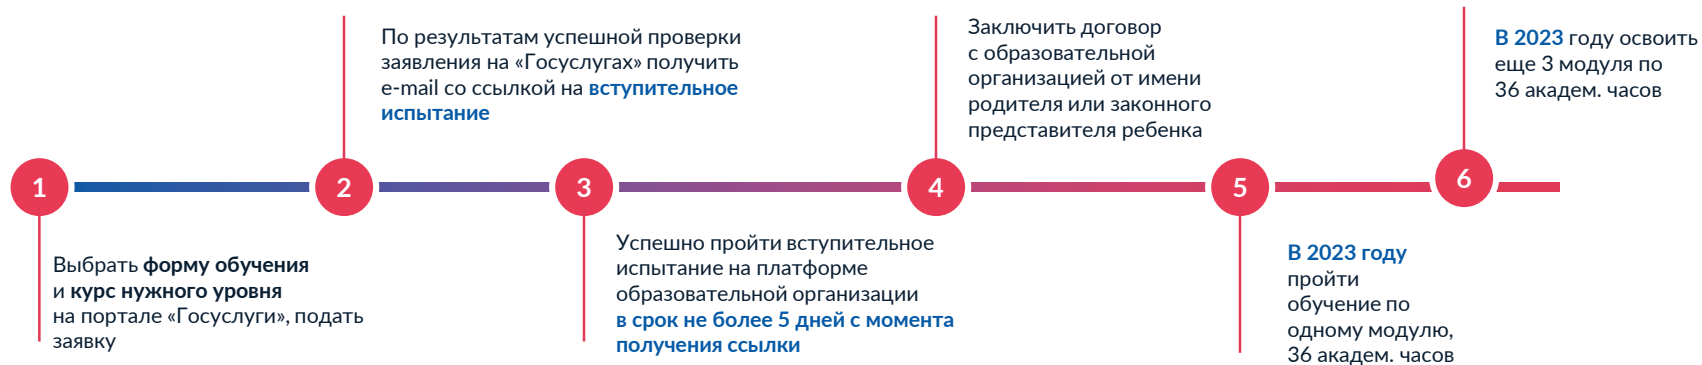 1
Выбрать форму обучения
и курс нужного уровня
на портале «Госуслуги», подать
заявку
2
По результатам успешной проверки
заявления на «Госуслугах» получить
e-mail со ссылкой на вступительное
испытание
3
Успешно пройти вступительное
испытание на платформе
образовательной организации
в срок не более 5 дней с момента
получения ссылки
4
Заключить договор
с образовательной
организацией от имени
родителя или законного
представителя ребенка
5
В 2023 году
пройти
обучение по
одному модулю,
36 академ. часов
6
В 2023 году освоить
еще 3 модуля по
36 академ. часов